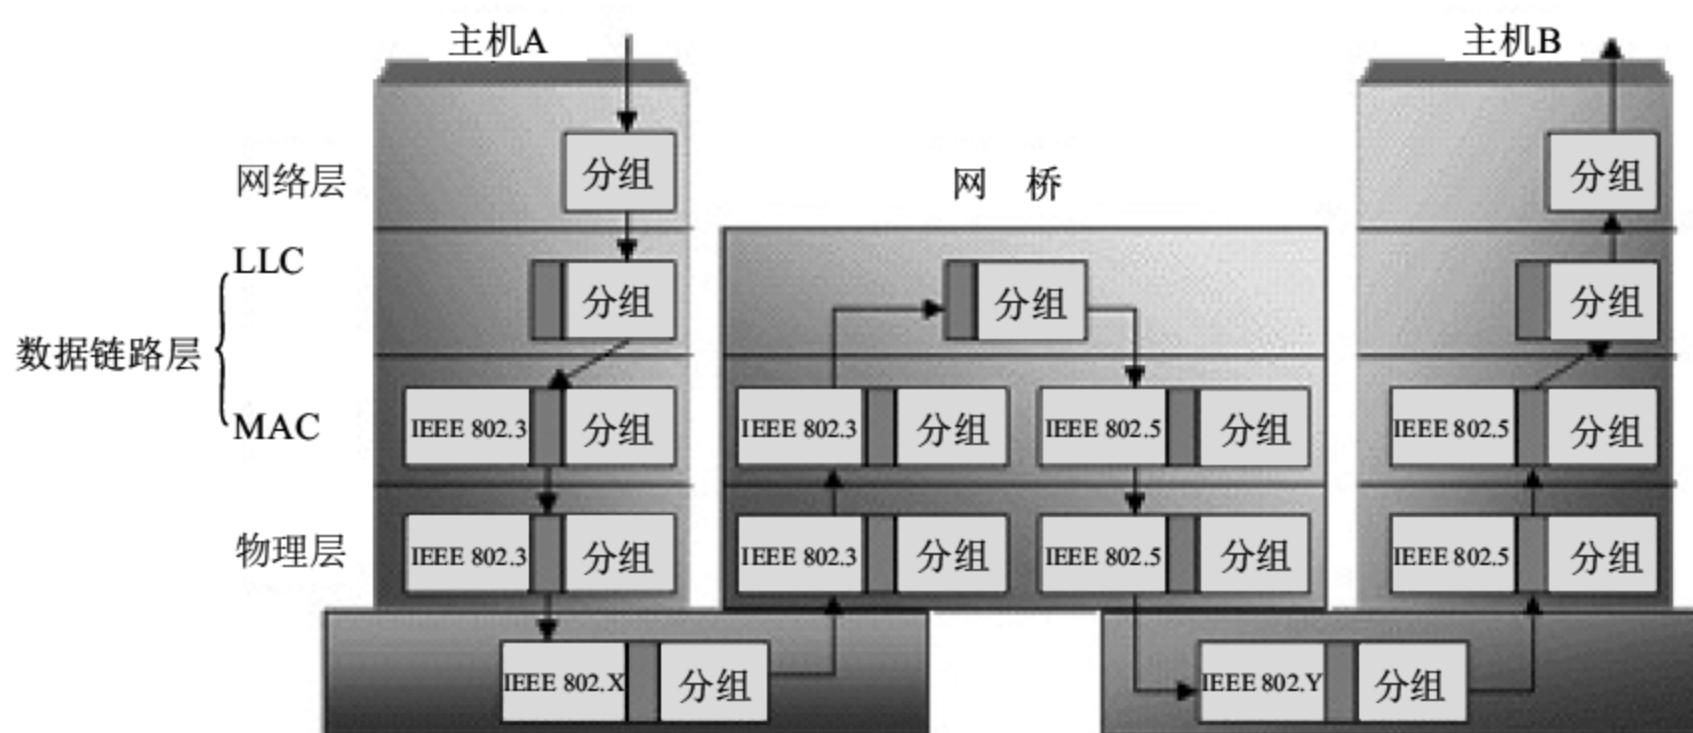 主机A
主机B
网络层
分组
网 桥
分组
LLC
分组
分组
分组
数据链路层
MAC
IEEE 802.3
分组
IEEE 802.3
分组
IEEE 802.5
分组
IEEE 802.5
分组
物理层
IEEE 802.3
分组
IEEE 802.3
分组
IEEE 802.5
分组
IEEE 802.5
分组
IEEE 802.X
分组
IEEE 802.Y
分组